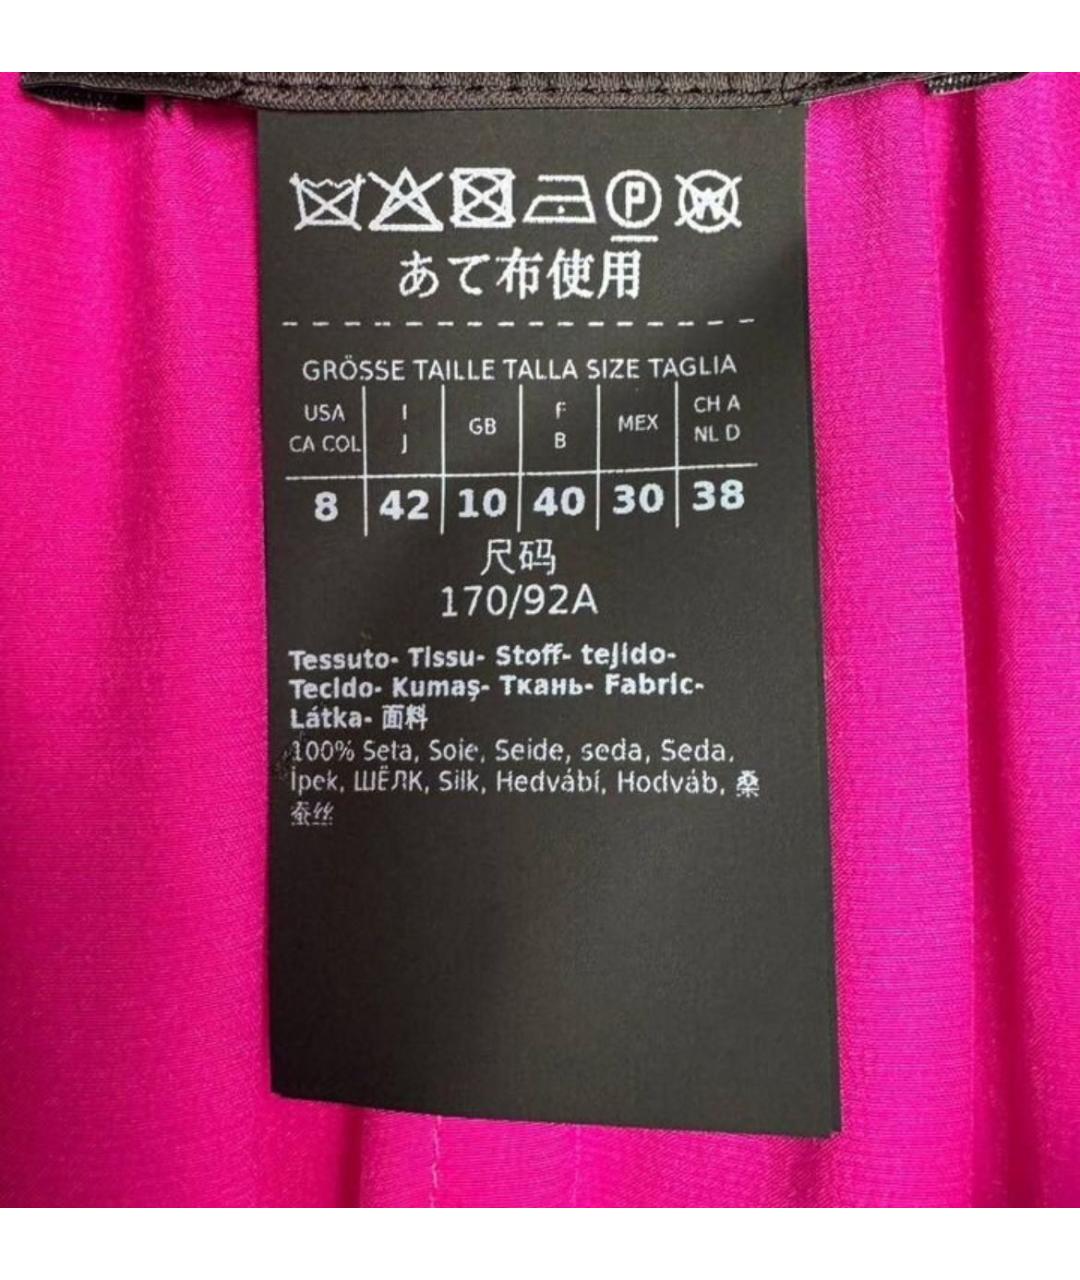 P W
あて布使用
GRÖSSE TAILLE TALLA SIZE TAGLIA
USA I GB F MEX CH A
CA COL J B NL D
8 42 10 40 30 38
尺码
170/92A
Tessuto- Tissu- Stoff- tejido-
Tecido- Kumaş- Ткань- Fabric-
Látka- 面料
100% Seta, Soie, Seide, seda, Seda,
İpek, ШЁЛК, Silk, Hedvábí, Hodváb, 桑
蚕丝